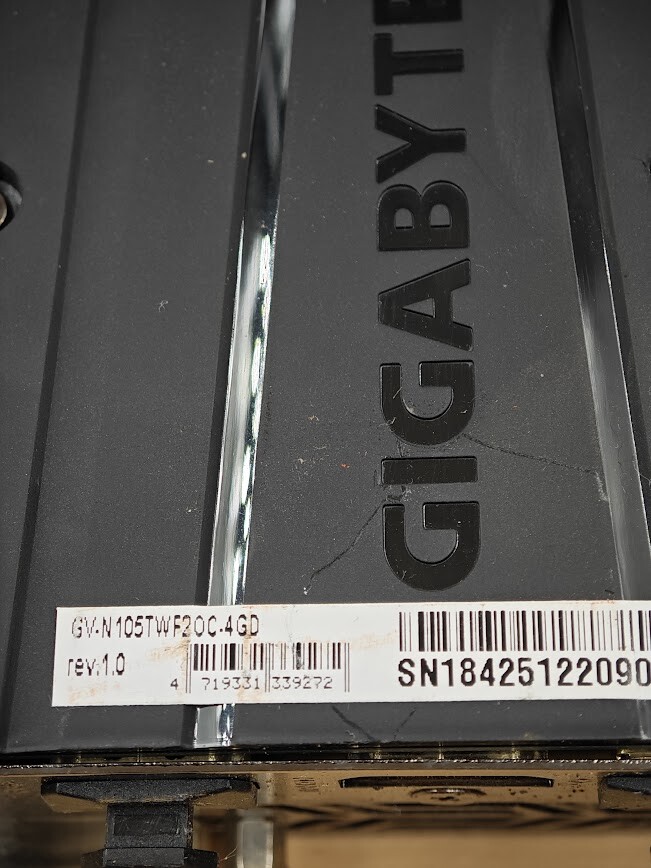 GIGABYTE
GV-N105TWF2OC-4GD
rev:1.0
4 719331 339272
SN18425122090